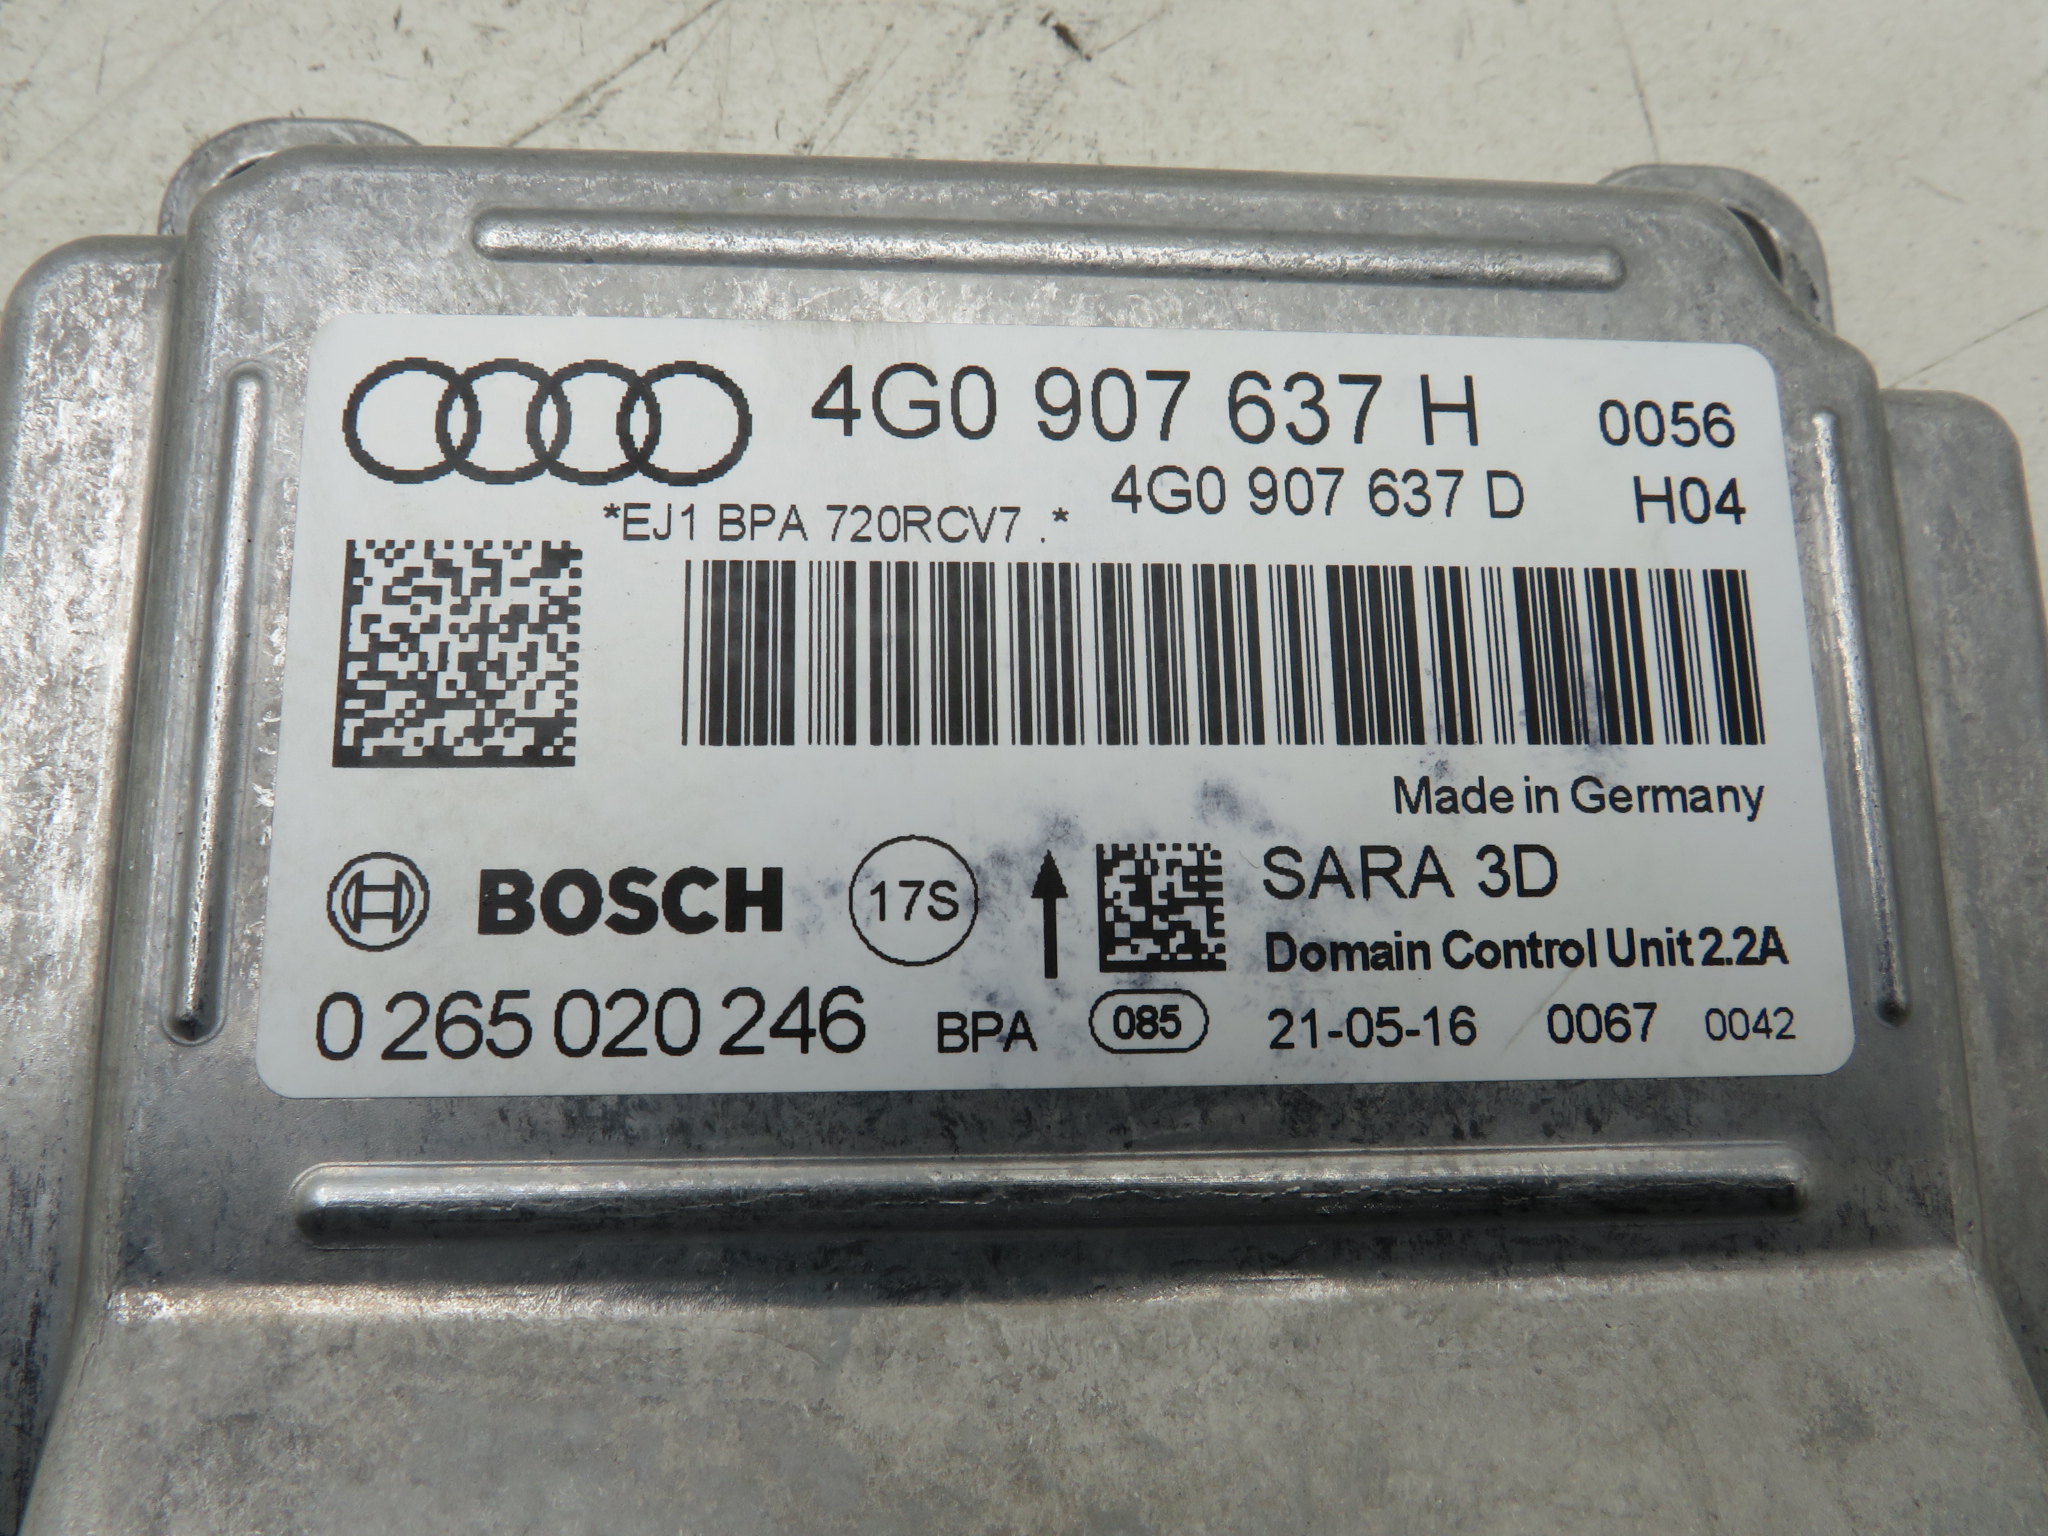 4G0 907 637 H 0056
4G0 907 637 D H04
*EJ1 BPA 720RCV7 .*
Made in Germany
BOSCH 17S SARA 3D
Domain Control Unit 2.2A
0 265 020 246 BPA 085 21-05-16 0067 0042